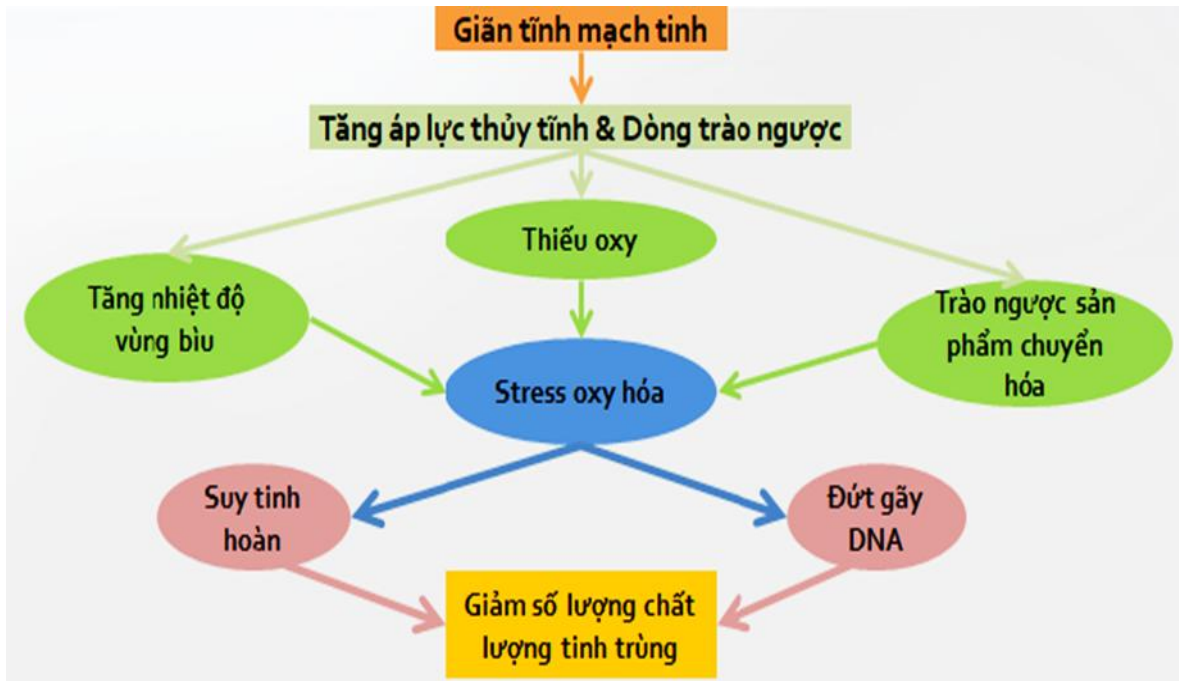 Giãn tĩnh mạch tinh
Tăng áp lực thủy tĩnh & Dòng trào ngược
Thiếu oxy
Tăng nhiệt độ
vùng bìu
Trào ngược sản
phẩm chuyển
hóa
Stress oxy hóa
Suy tinh
hoàn
Đứt gãy
DNA
Giảm số lượng chất
lượng tinh trùng